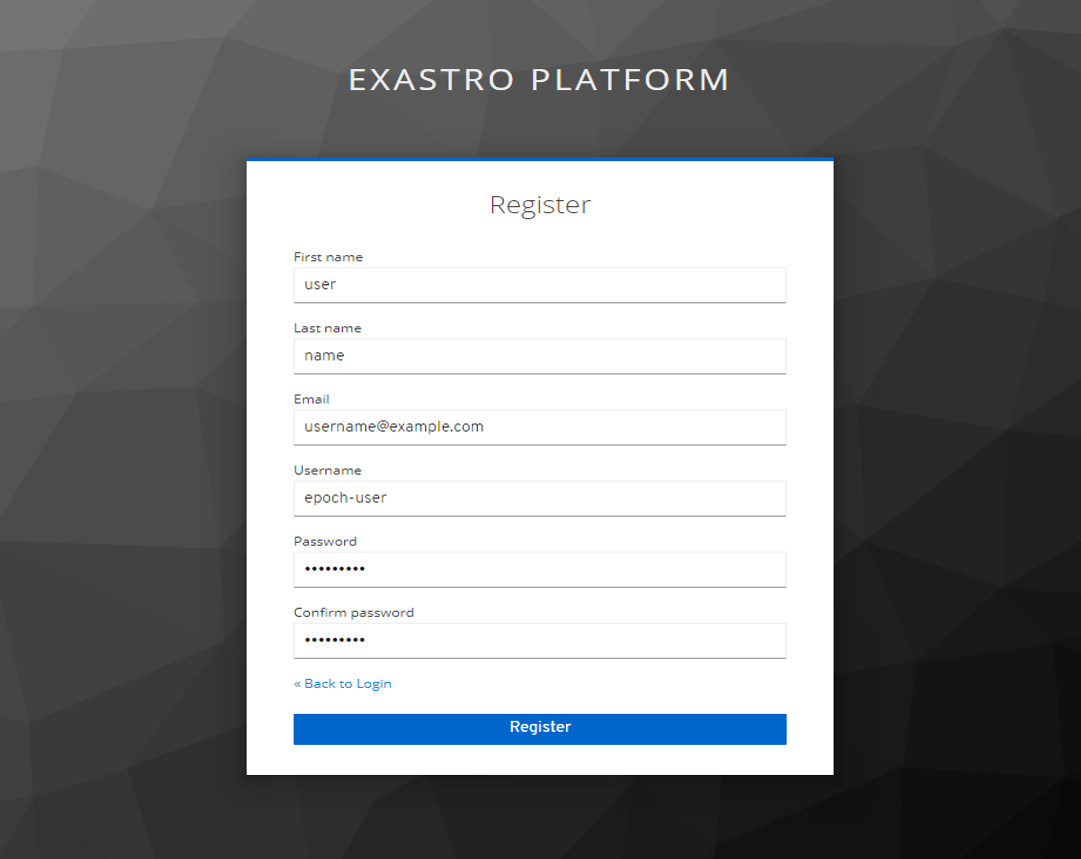 EXASTRO PLATFORM
Register
First name
user
Last name
name
Email
username@example.com
Username
epoch-user
Password
•••••••••
Confirm password
•••••••••
« Back to Login
Register